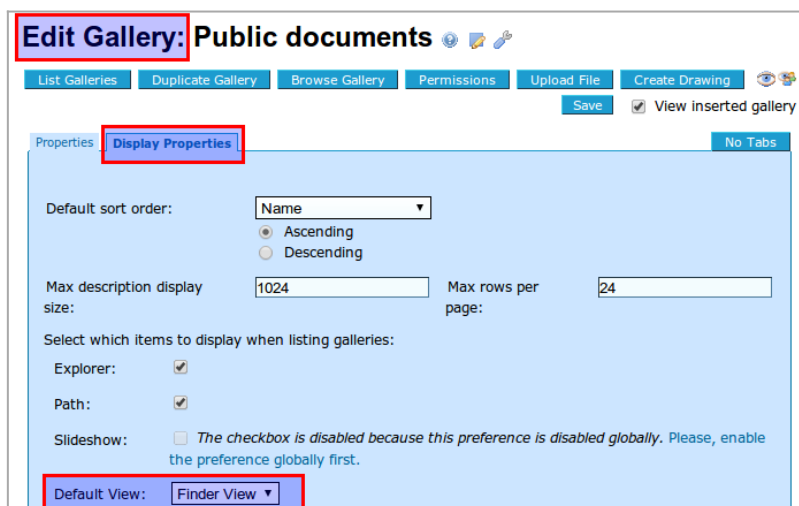 Edit Gallery: Public documents
List Galleries Duplicate Gallery Browse Gallery Permissions Upload File Create Drawing
Save View inserted gallery
Properties Display Properties No Tabs
Default sort order: Name
Ascending
Descending
Max description display size: 1024 Max rows per page: 24
Select which items to display when listing galleries:
Explorer:
Path:
Slideshow: The checkbox is disabled because this preference is disabled globally. Please, enable
the preference globally first.
Default View: Finder View